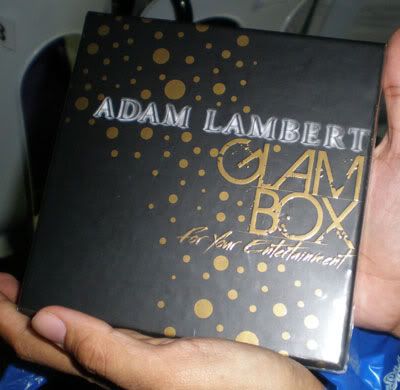 ADAM LAMBERT
GLAM
BOX
For Your Entertainment